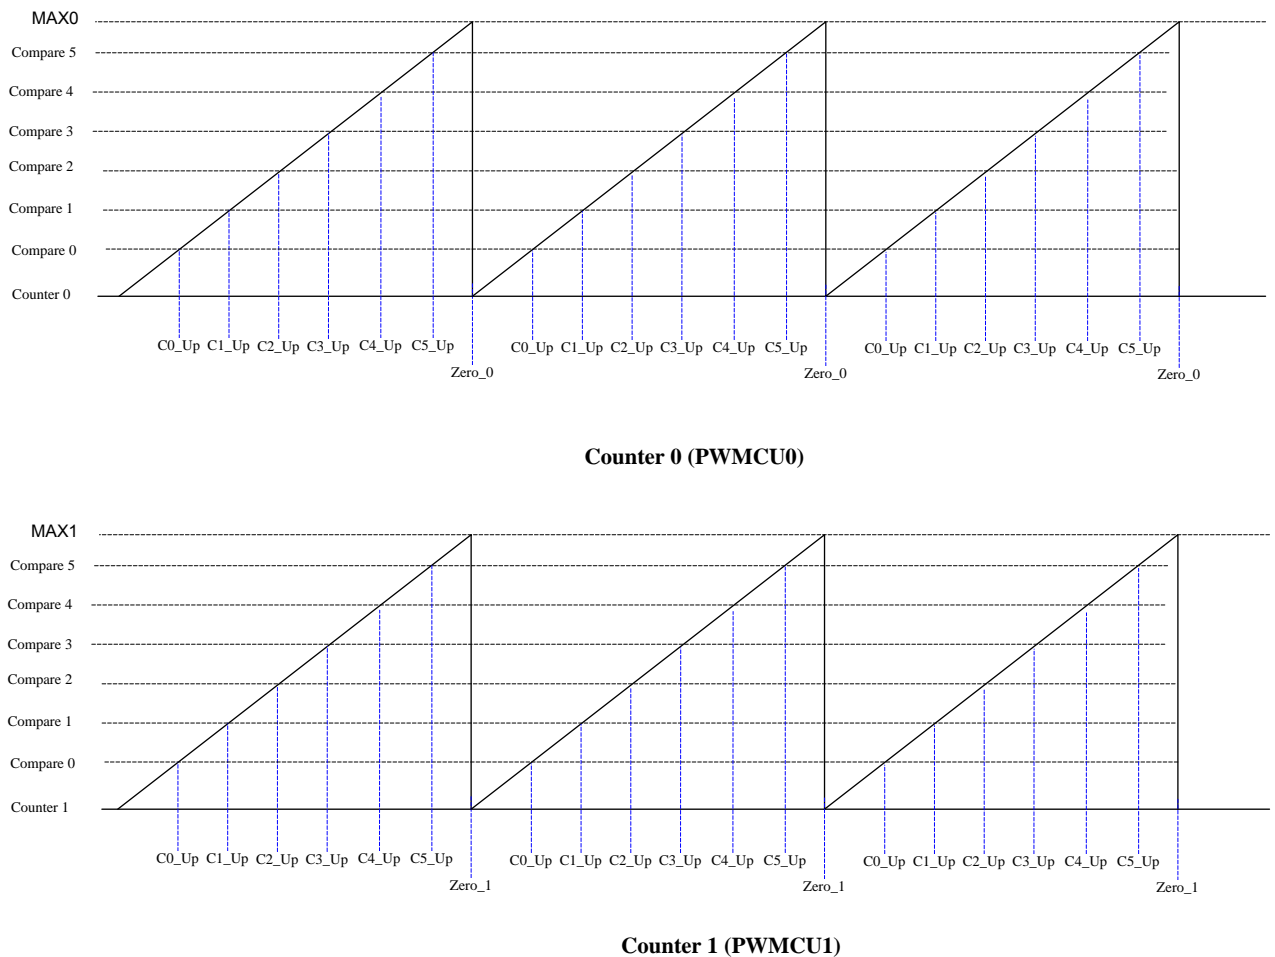 MAX0
Compare 5
Compare 4
Compare 3
Compare 2
Compare 1
Compare 0
Counter 0
C0_Up C1_Up C2_Up C3_Up C4_Up C5_Up C0_Up C1_Up C2_Up C3_Up C4_Up C5_Up C0_Up C1_Up C2_Up C3_Up C4_Up C5_Up
Zero_0 Zero_0 Zero_0
Counter 0 (PWMCU0)
MAX1
Compare 5
Compare 4
Compare 3
Compare 2
Compare 1
Compare 0
Counter 1
C0_Up C1_Up C2_Up C3_Up C4_Up C5_Up C0_Up C1_Up C2_Up C3_Up C4_Up C5_Up C0_Up C1_Up C2_Up C3_Up C4_Up C5_Up
Zero_1 Zero_1 Zero_1
Counter 1 (PWMCU1)